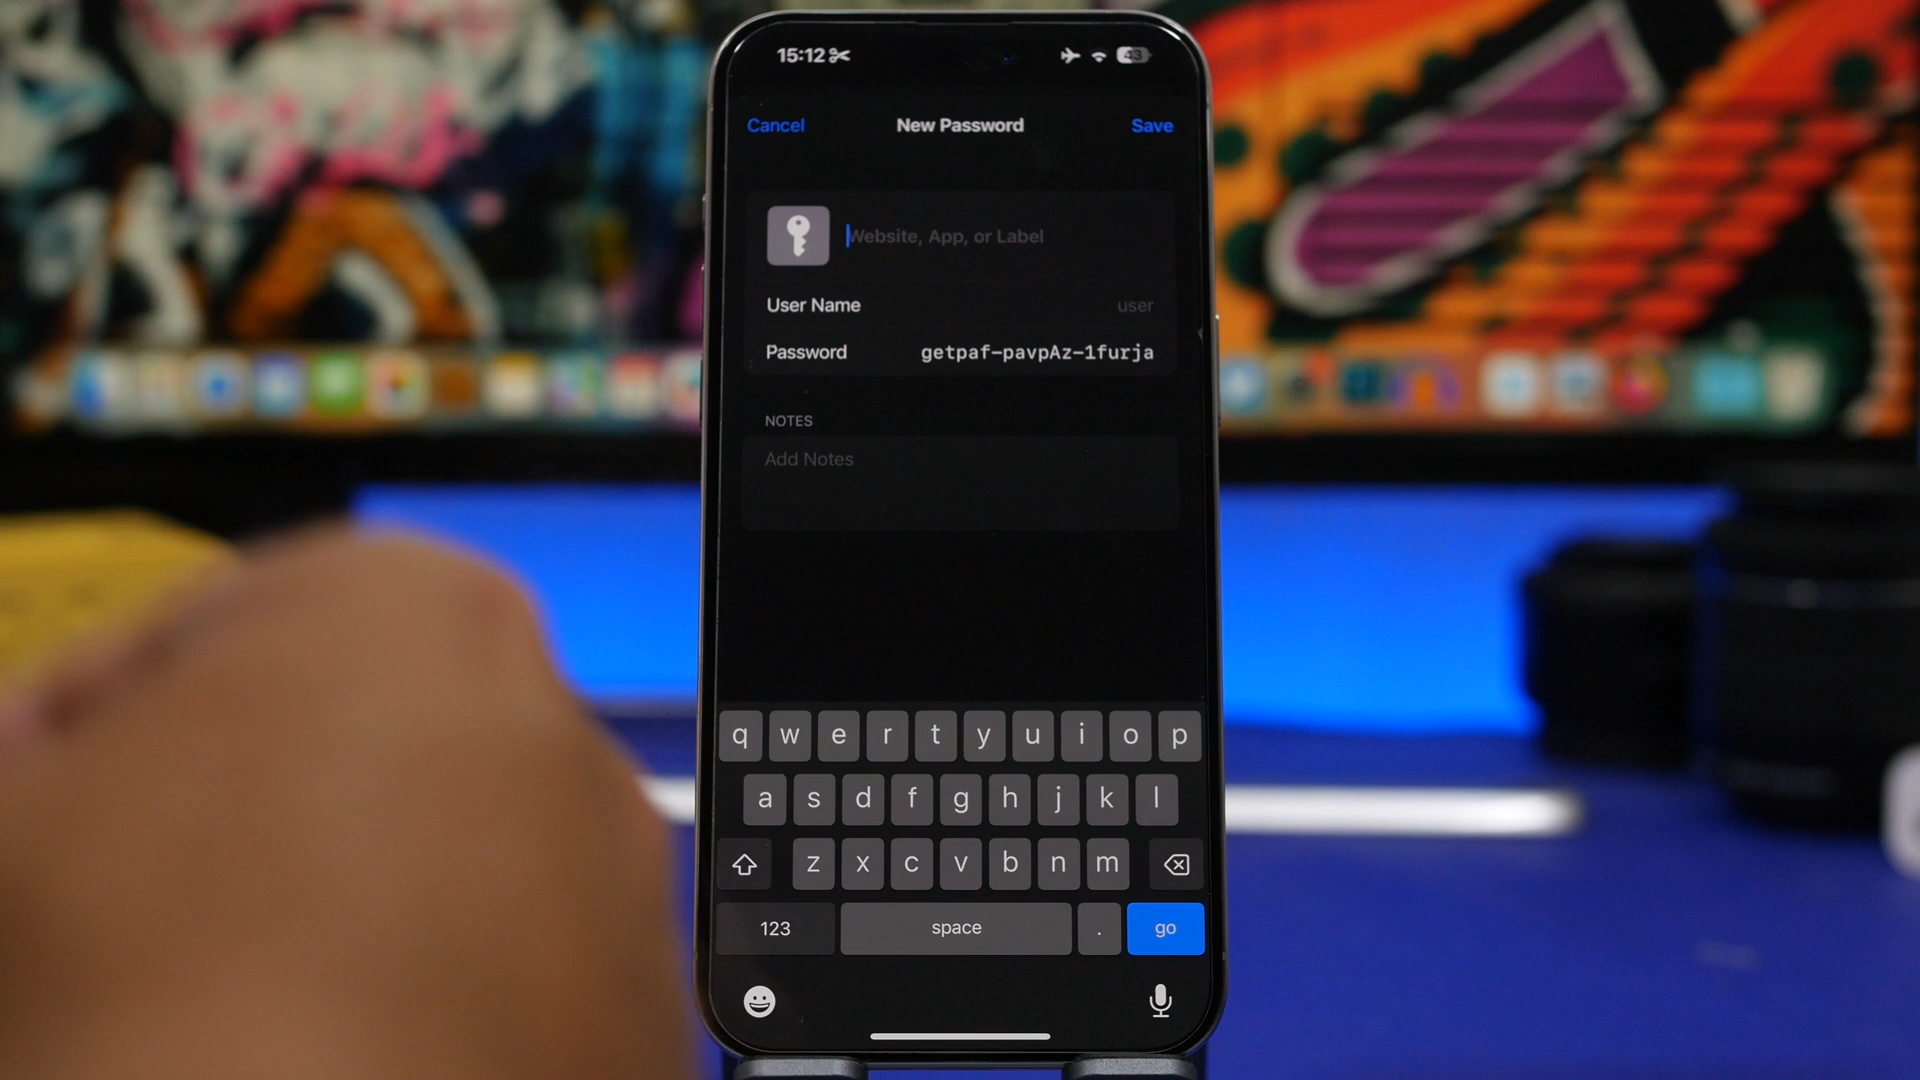 15:12
43
Cancel New Password Save
Website, App, or Label
User Name user
Password getpaf-pavpAz-1furja
NOTES
Add Notes
q w e r t y u i o p
a s d f g h j k l
z x c v b n m
123 space . go